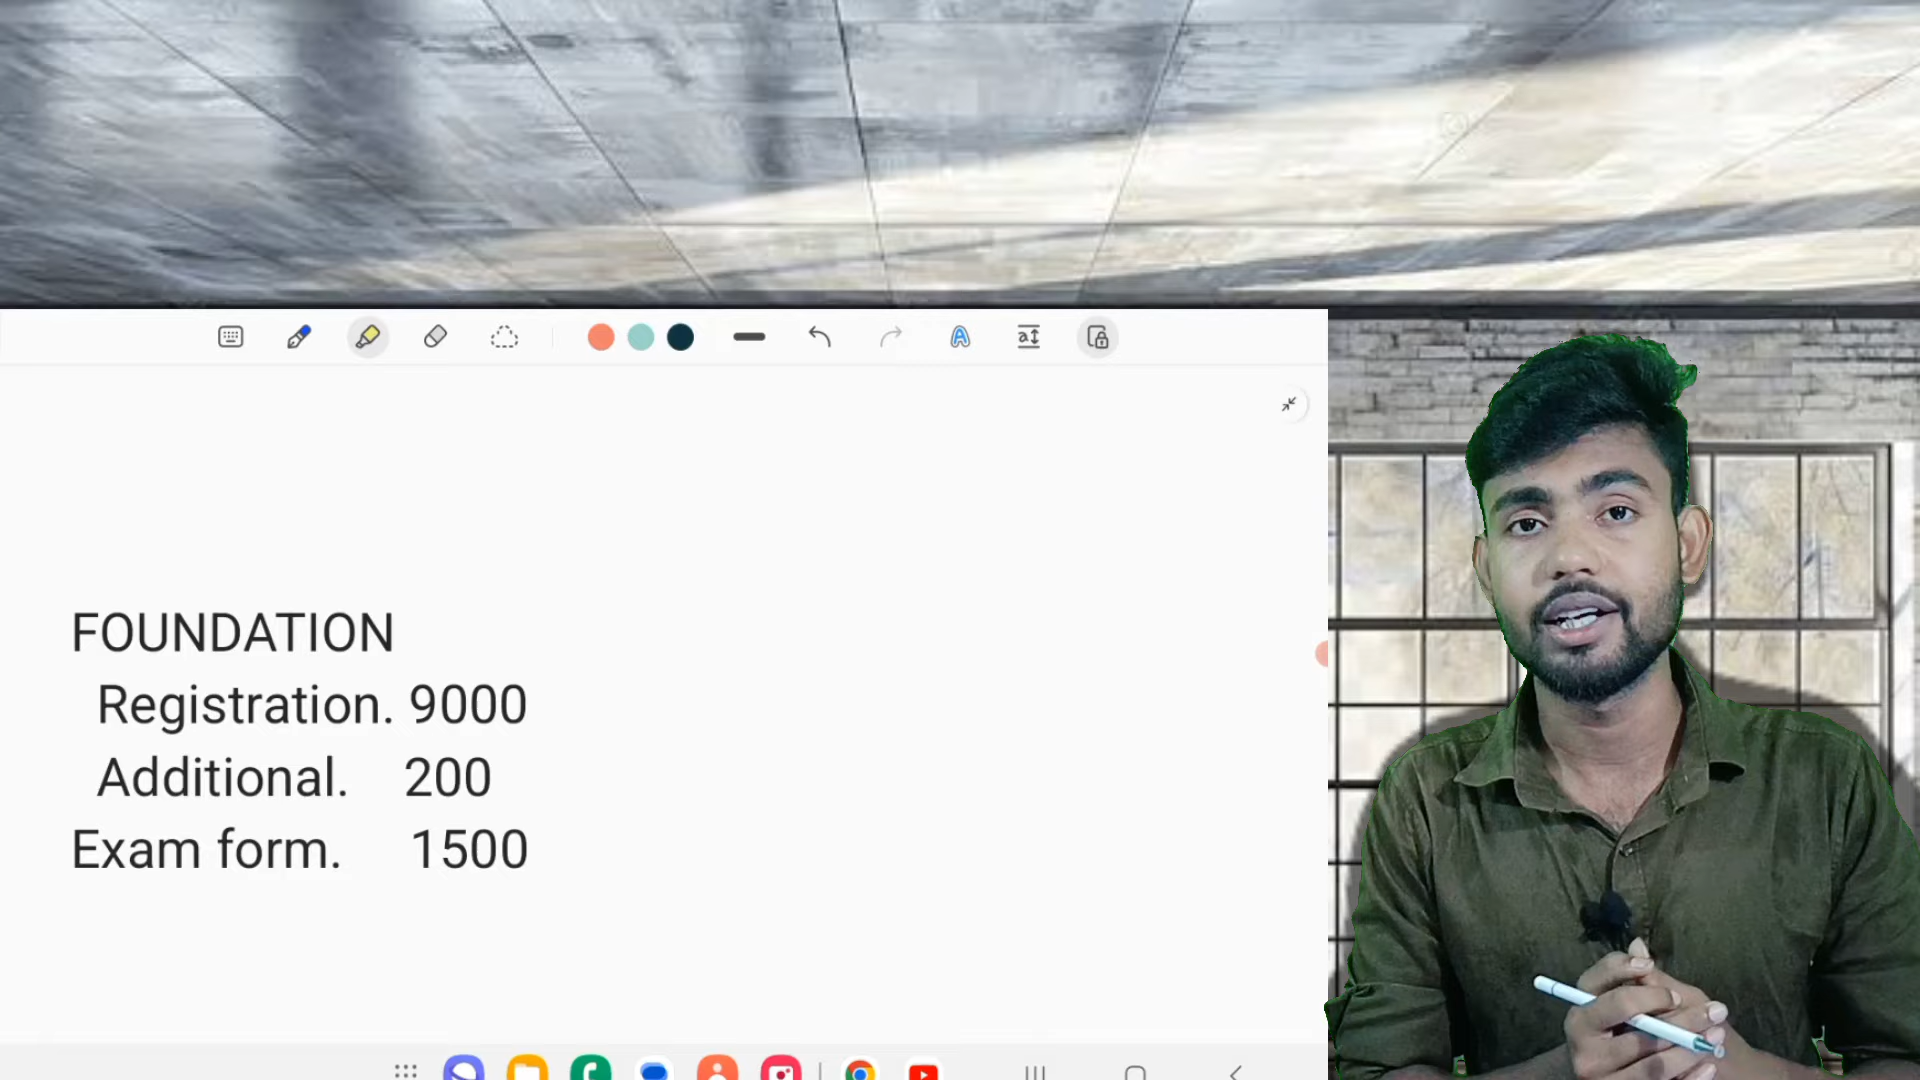 FOUNDATION
Registration. 9000
Additional. 200
Exam form. 1500